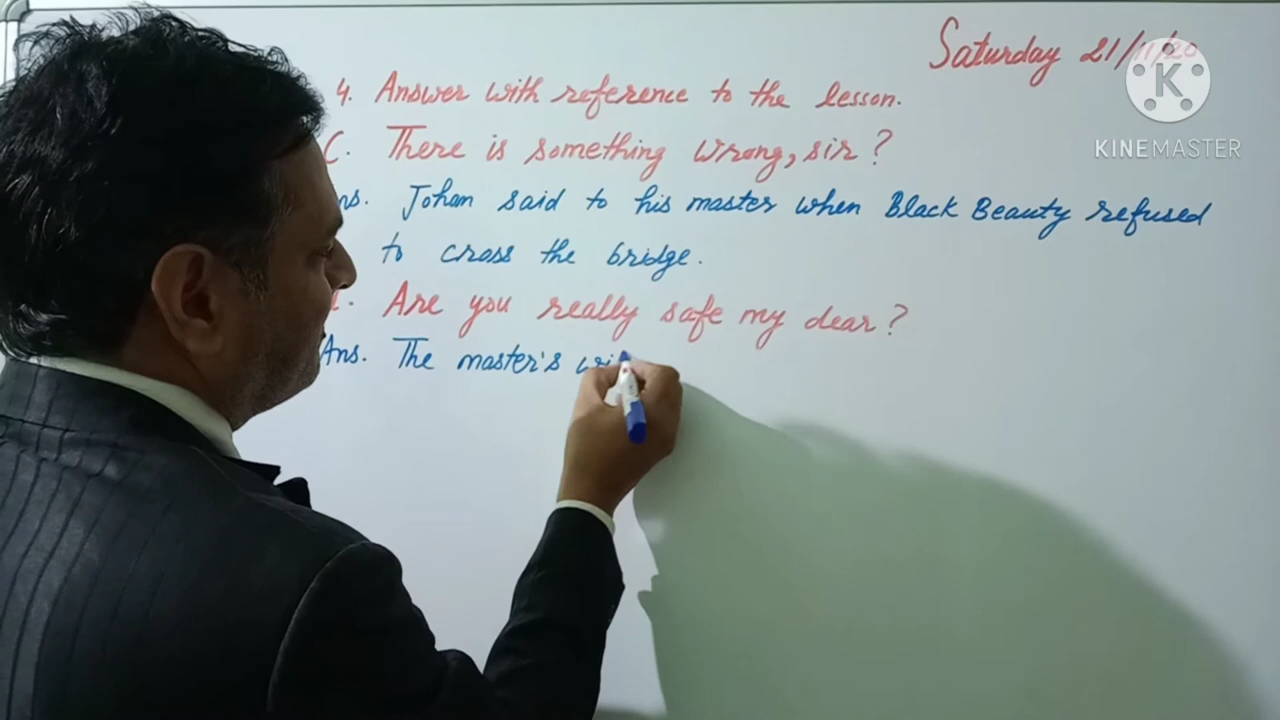 Saturday 21/11/20
4. Answer with reference to the lesson.
C. There is something wrong, sir?
ns. Johan said to his master when Black Beauty refused
to cross the bridge.
Are you really safe my dear?
Ans. The master's wi
K
KINEMASTER